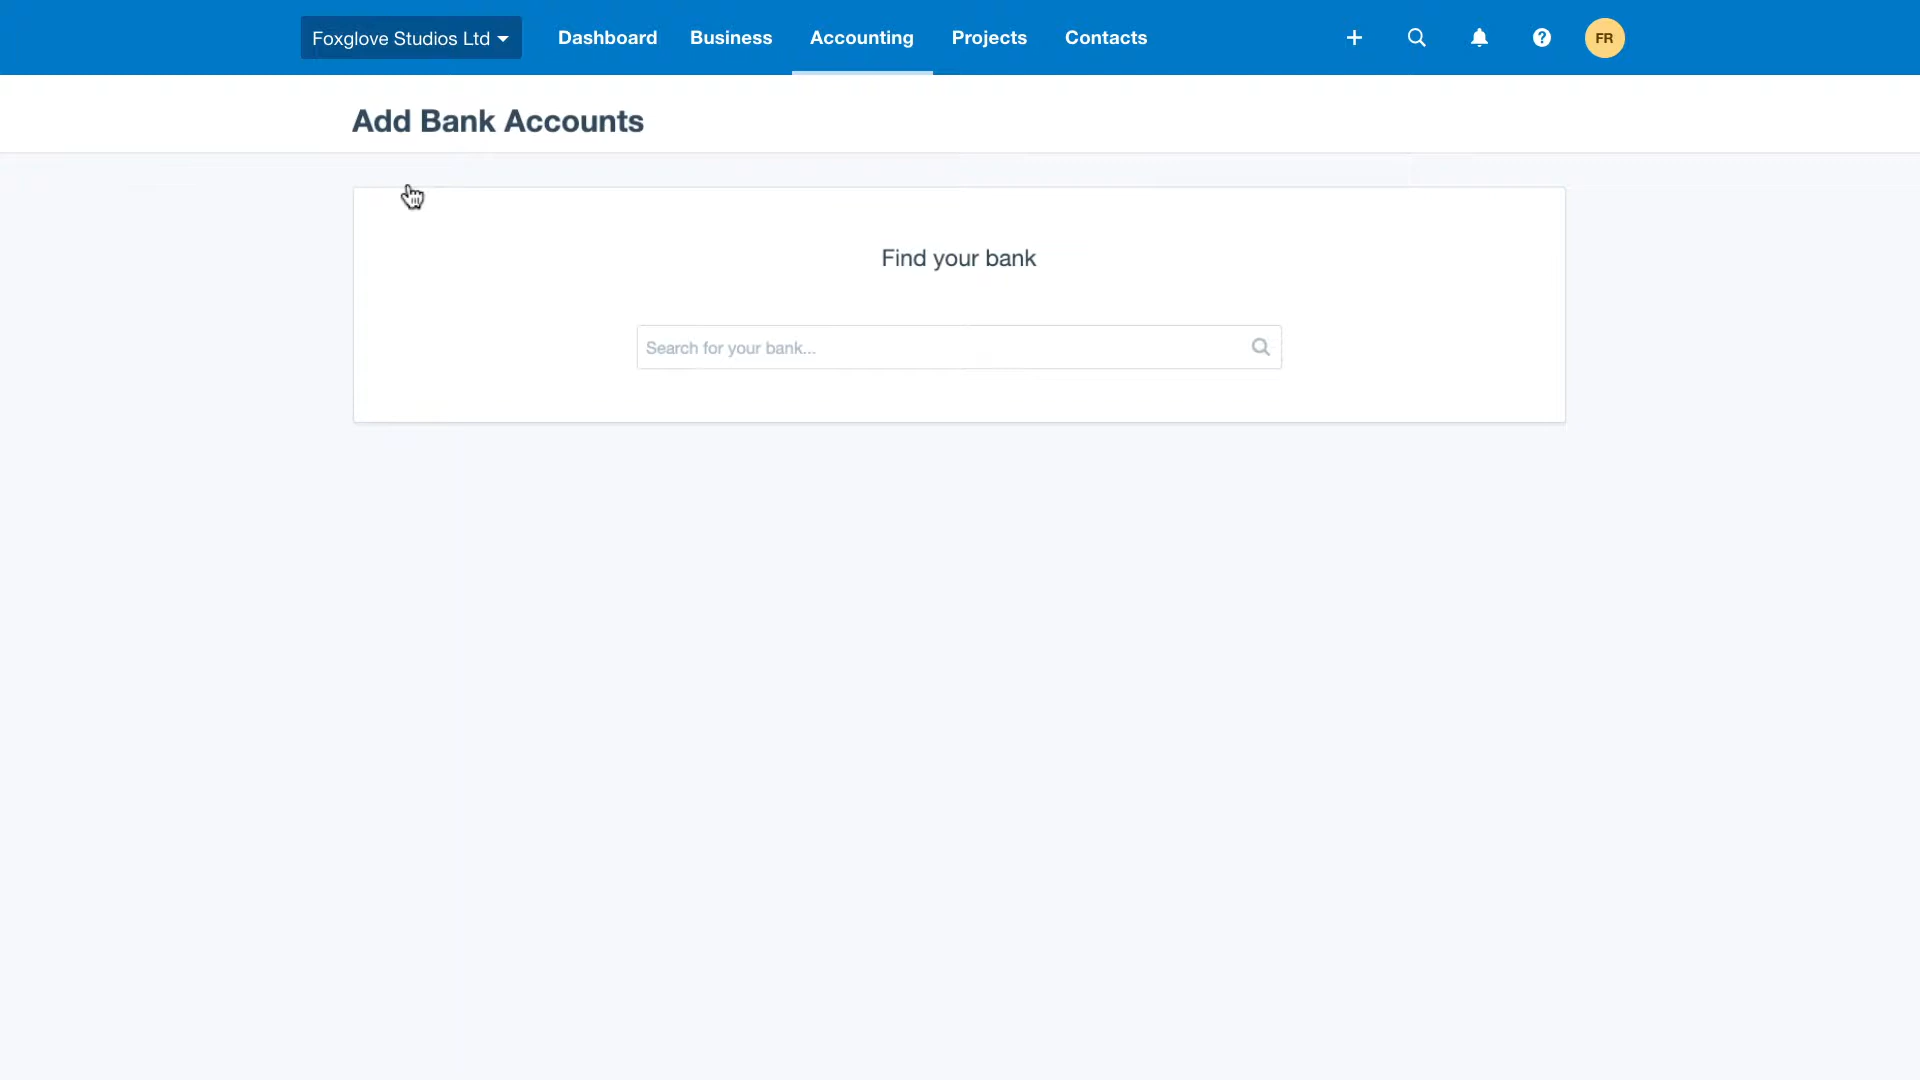 Foxglove Studios Ltd Dashboard Business Accounting Projects Contacts ? FR
Add Bank Accounts
Find your bank
Search for your bank...